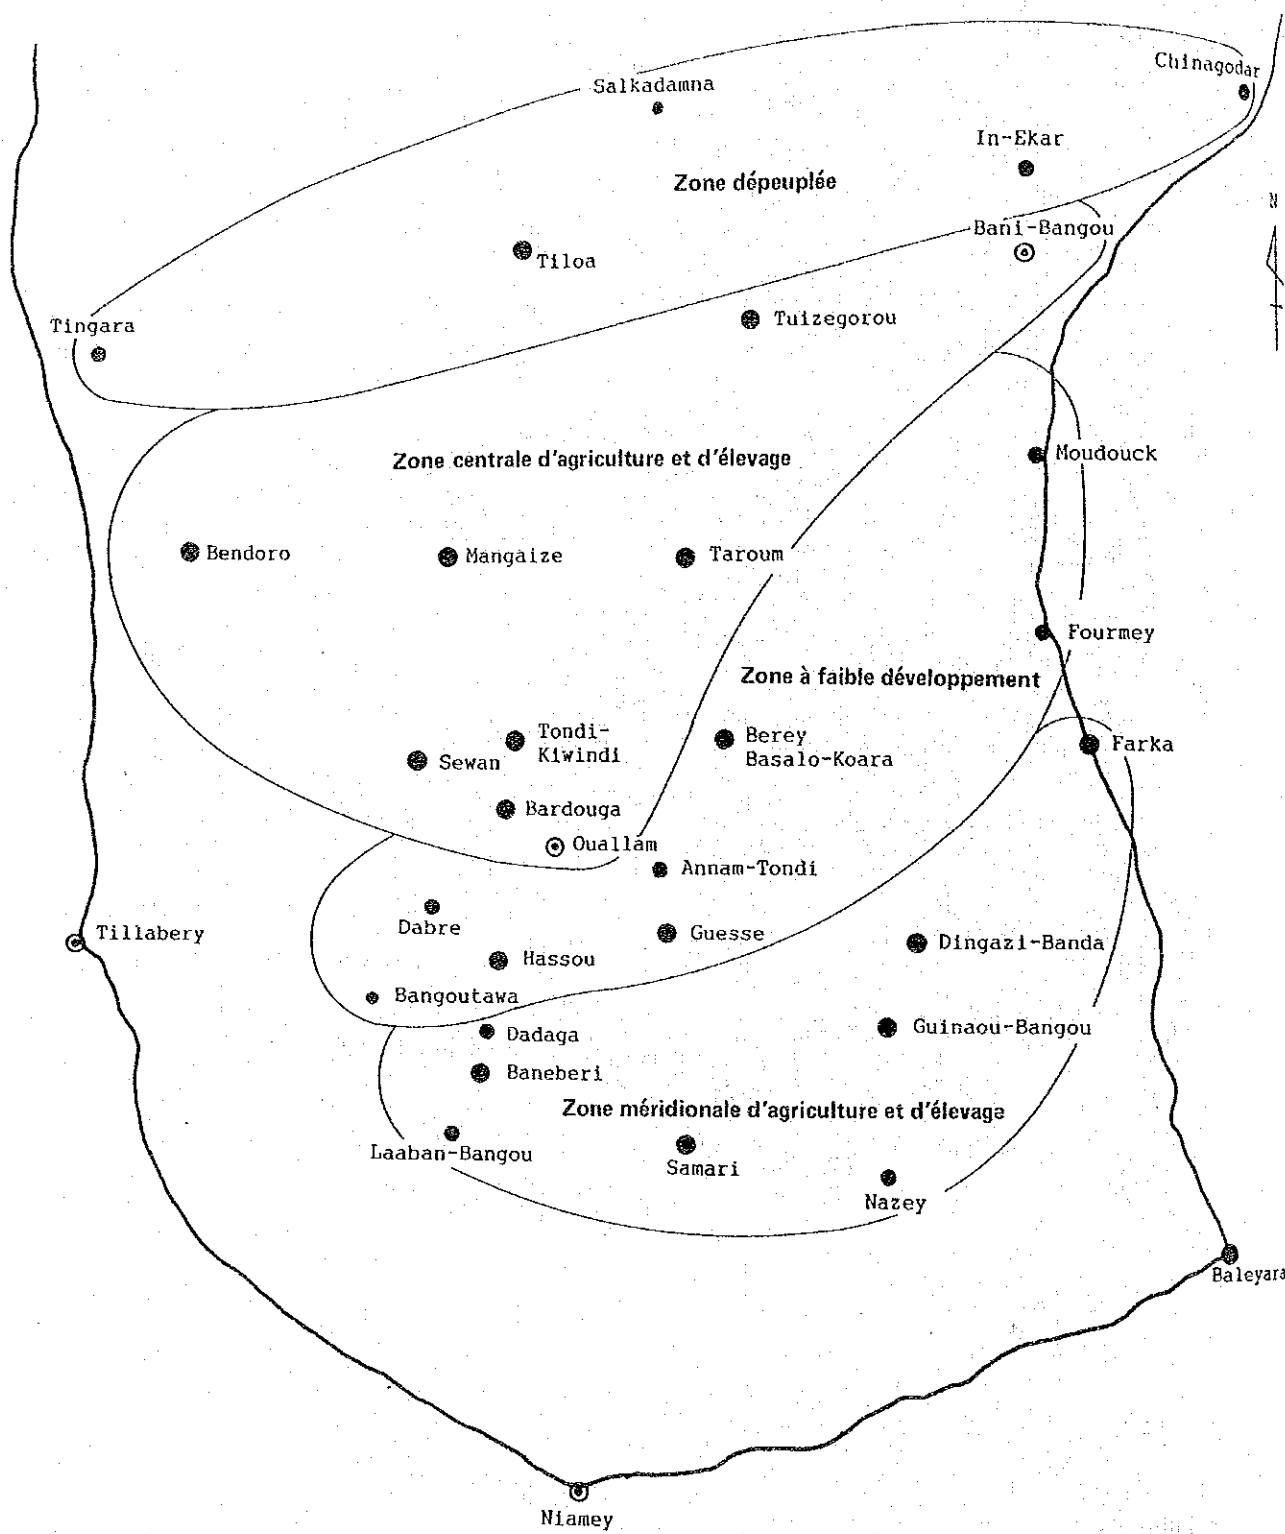 Chinagodar
Salkadamna
In-Ekar
Zone dépeuplée
N
Bani-Bangou
Tiloa
Tingara
Tuizegorou
Zone centrale d'agriculture et d'élevage
Moudouck
Bendoro
Mangaize
Taroum
Fourmey
Zone à faible développement
Tondi-
Kiwindi
Berey
Basalo-Koara
Farka
Sewan
Bardouga
Ouallam
Annam-Tondi
Dabre
Tillabery
Guesse
Dingazi-Banda
Hassou
Bangoutawa
Guinaou-Bangou
Dadaga
Baneberi
Zone méridionale d'agriculture et d'élevage
Laaban-Bangou
Samari
Nazey
Baleyara
Niamey